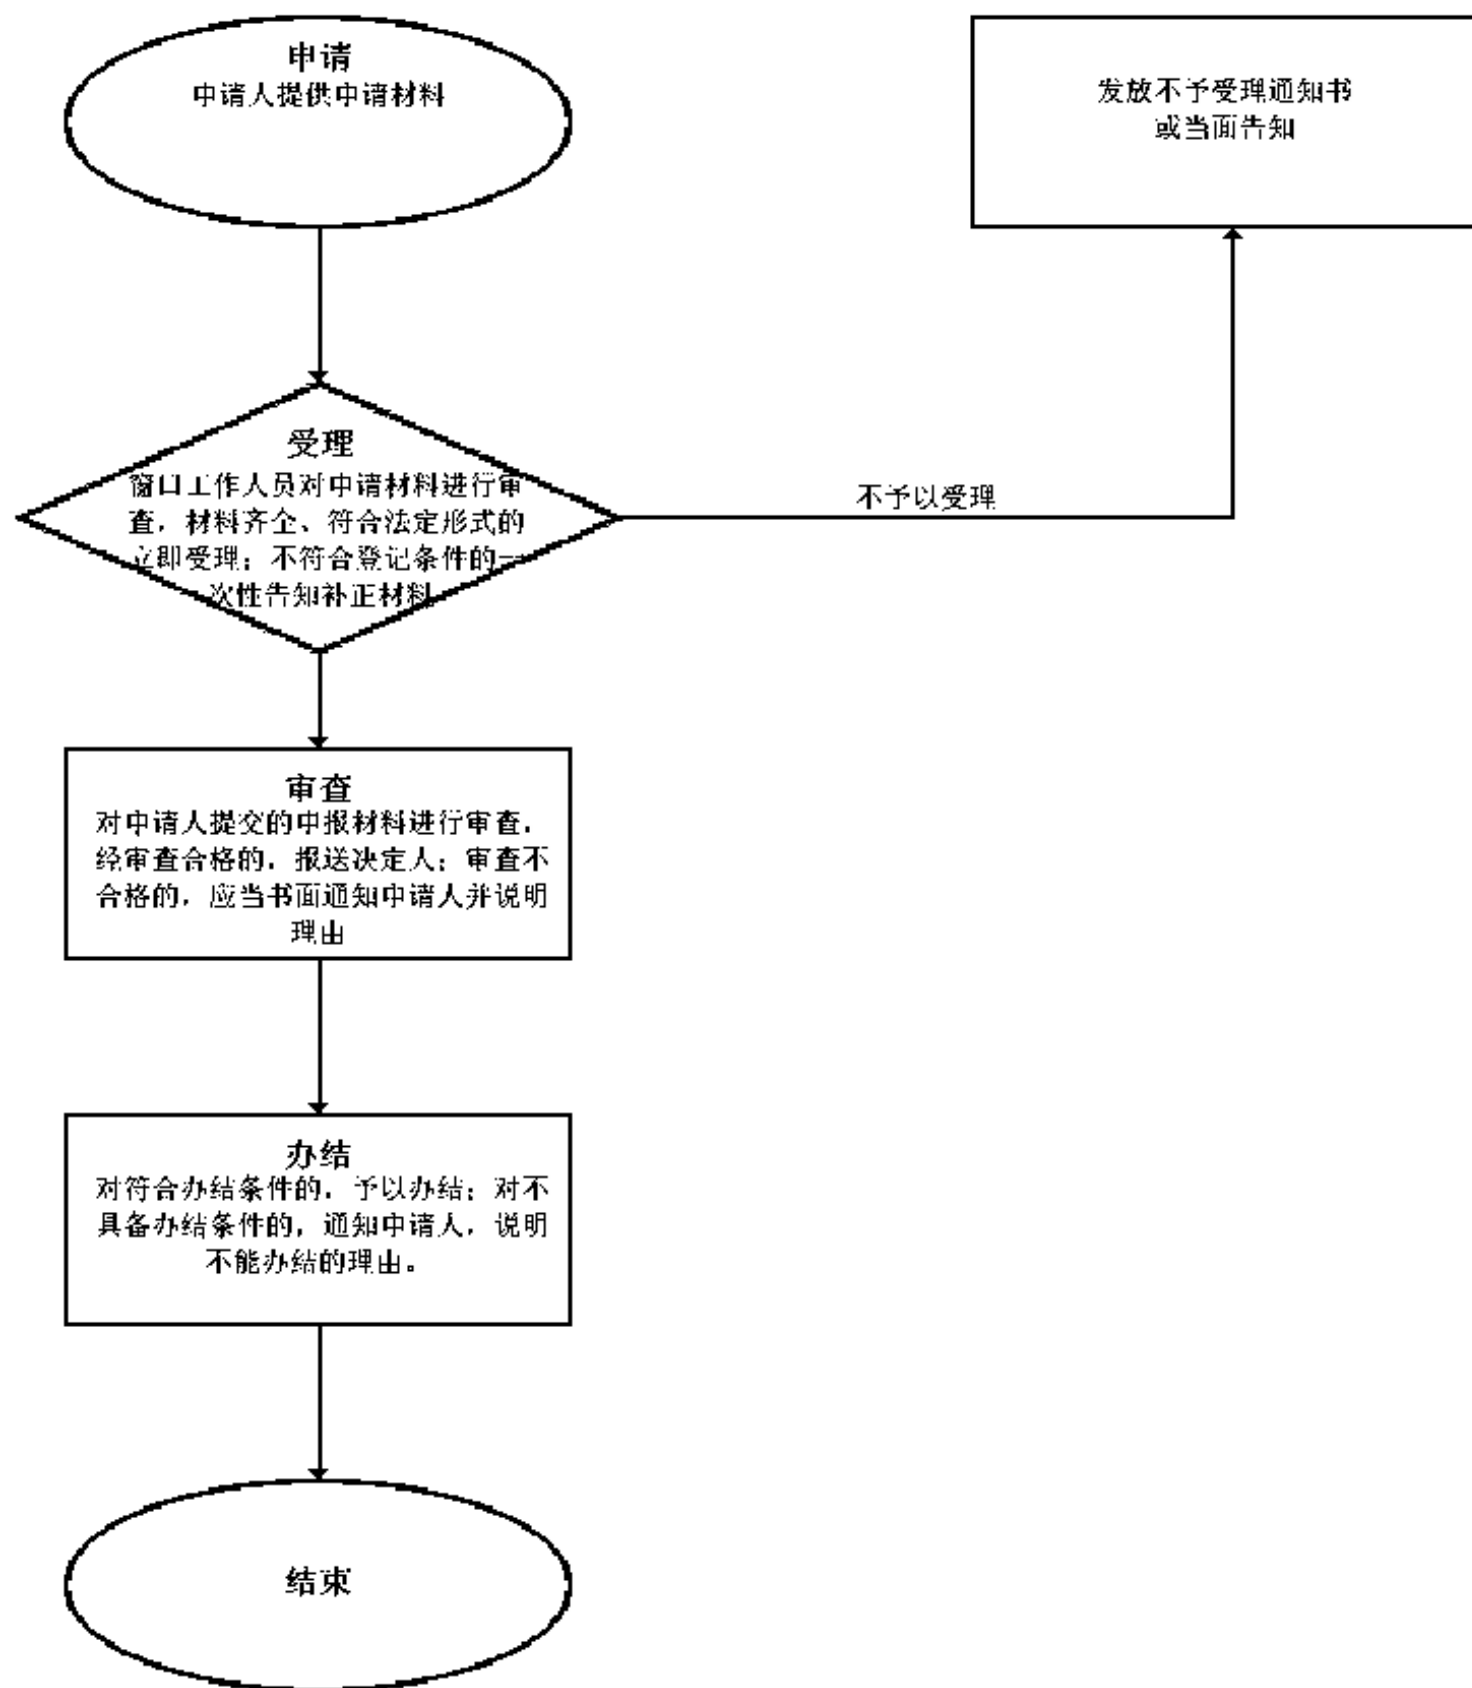 申请
申请人提供申请材料
发放不予受理通知书
或当面告知
受理
窗口工作人员对申请材料进行审
查，材料齐全、符合法定形式的
立即受理；不符合登记条件的一
次性告知补正材料
不予以受理
审查
对申请人提交的申报材料进行审查，
经审查合格的，报送决定人；审查不
合格的，应当书面通知申请人并说明
理由
办结
对符合办结条件的，予以办结；对不
具备办结条件的，通知申请人，说明
不能办结的理由。
结束